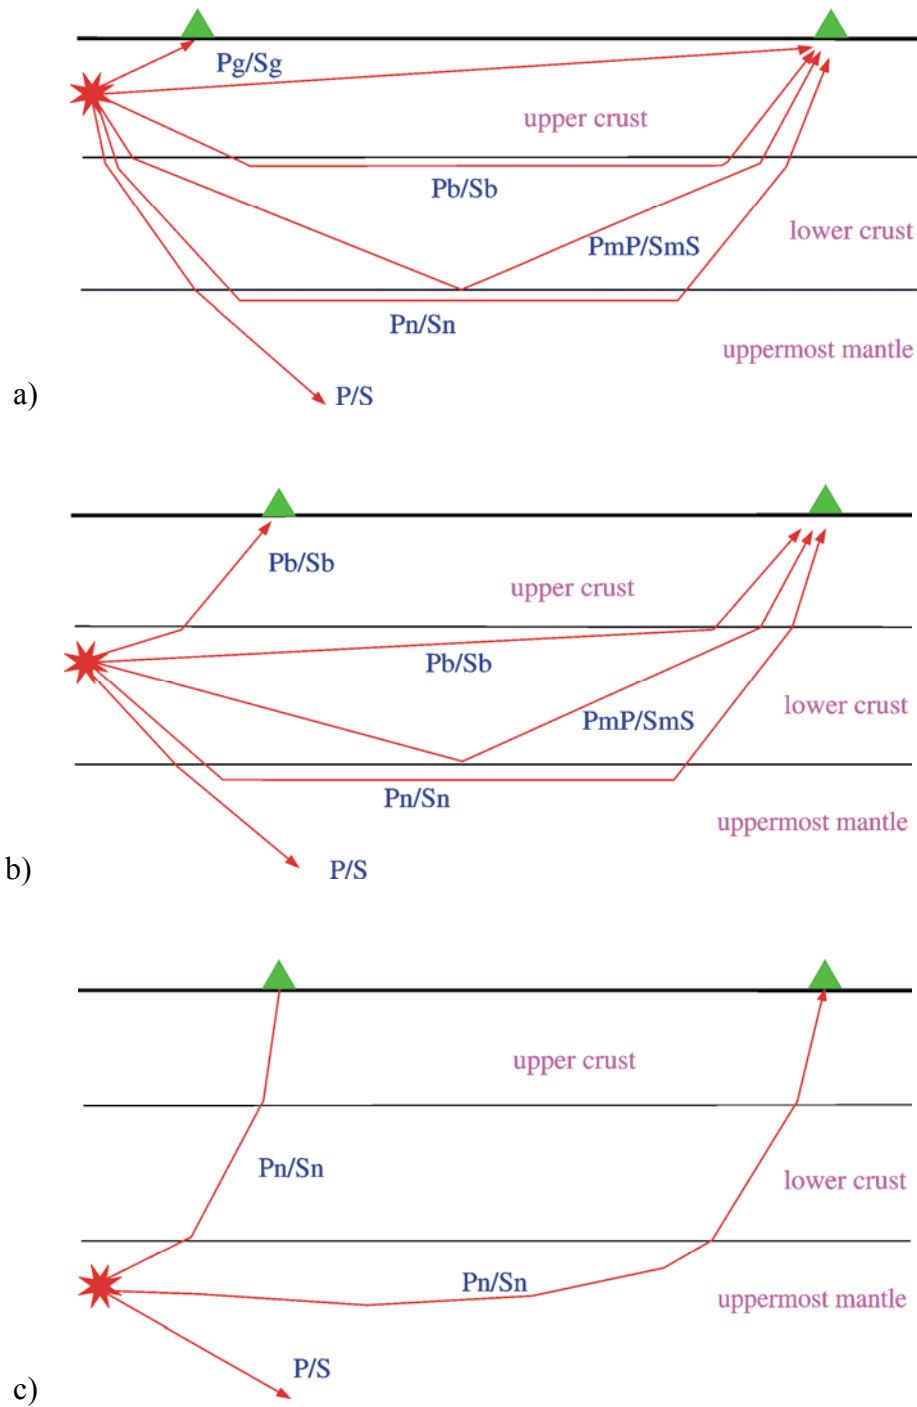 Pg/Sg
upper crust
Pb/Sb
lower crust
PmP/SmS
Pn/Sn
uppermost mantle
P/S
a)
Pb/Sb
upper crust
Pb/Sb
lower crust
PmP/SmS
Pn/Sn
uppermost mantle
P/S
b)
upper crust
Pn/Sn
lower crust
Pn/Sn
uppermost mantle
P/S
c)